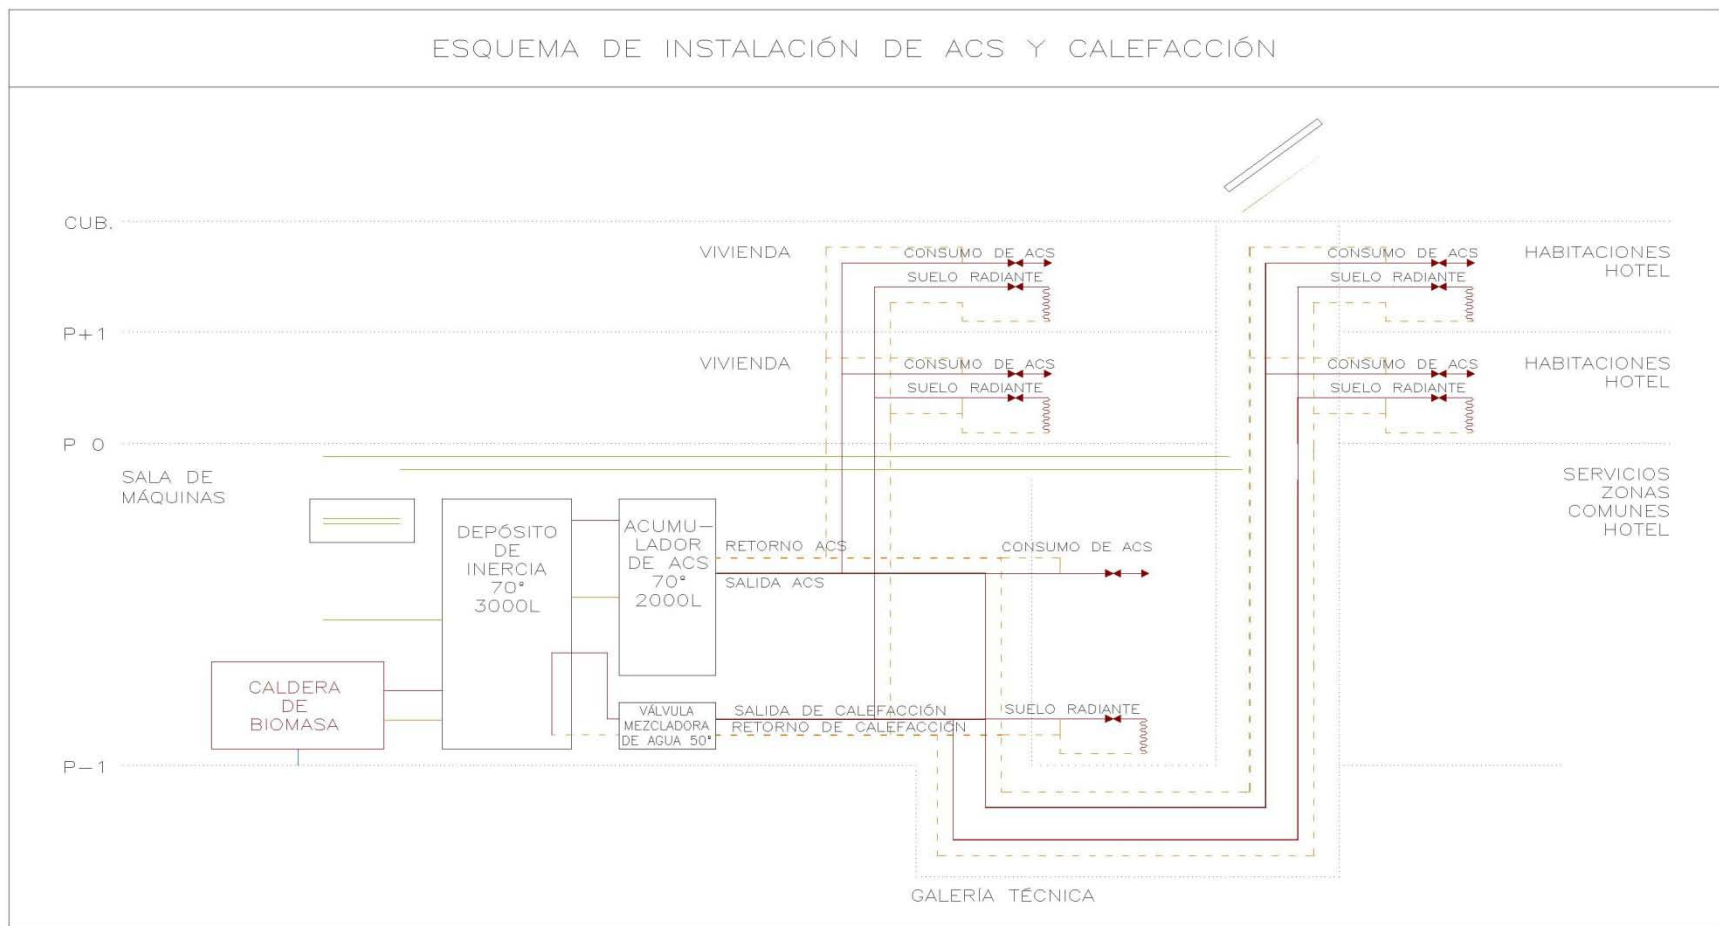 ESQUEMA DE INSTALACIÓN DE ACS Y CALEFACCIÓN
CUB.
VIVIENDA
CONSUMO DE ACS
SUELO RADIANTE
CONSUMO DE ACS
SUELO RADIANTE
HABITACIONES
HOTEL
P+1
VIVIENDA
CONSUMO DE ACS
SUELO RADIANTE
CONSUMO DE ACS
SUELO RADIANTE
HABITACIONES
HOTEL
P 0
SALA DE
MÁQUINAS
SERVICIOS
ZONAS
COMUNES
HOTEL
DEPÓSITO
DE
INERCIA
70°
3000L
ACUMU-
LADOR
DE ACS
70°
2000L
RETORNO ACS
SALIDA ACS
CONSUMO DE ACS
CALDERA
DE
BIOMASA
VÁLVULA
MEZCLADORA
DE AGUA 50°
SALIDA DE CALEFACCIÓN
RETORNO DE CALEFACCIÓN
SUELO RADIANTE
P-1
GALERÍA TÉCNICA